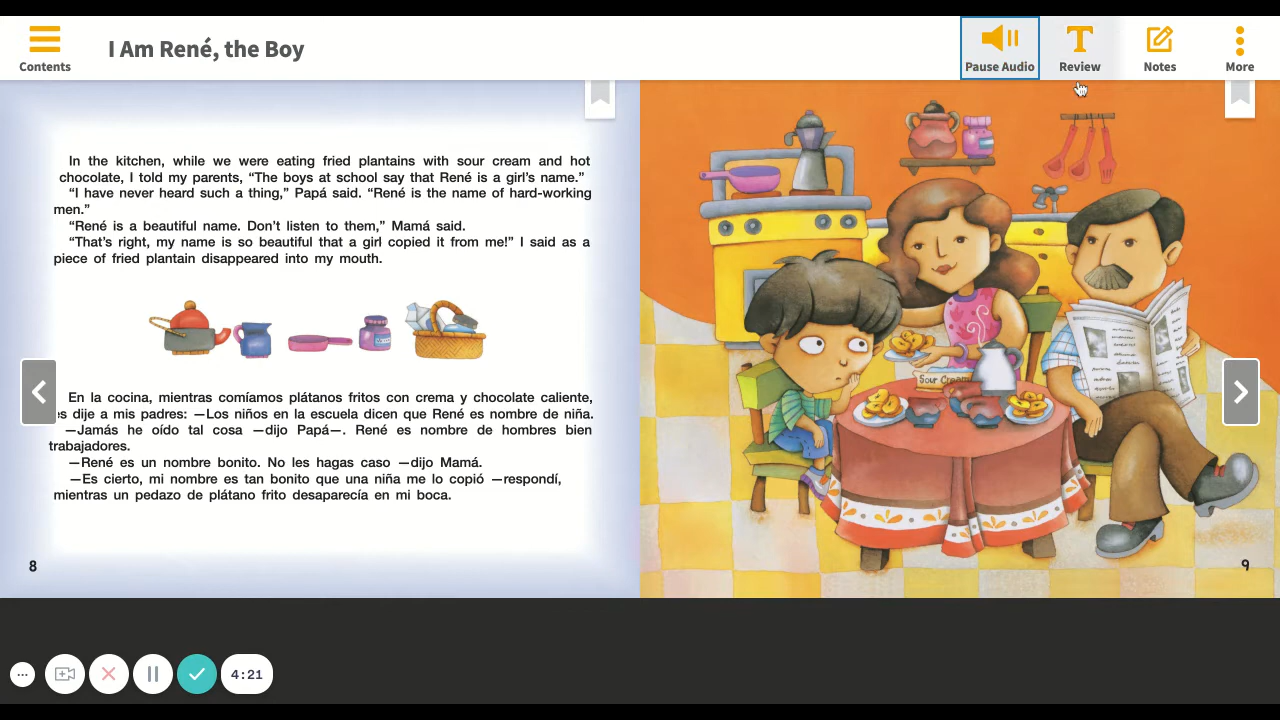 I Am René, the Boy
Contents
Pause Audio
Review
Notes
More
In the kitchen, while we were eating fried plantains with sour cream and hot
chocolate, I told my parents, “The boys at school say that René is a girl’s name.”
“I have never heard such a thing,” Papá said. “René is the name of hard-working
men.”
“René is a beautiful name. Don’t listen to them,” Mamá said.
“That’s right, my name is so beautiful that a girl copied it from me!” I said as a
piece of fried plantain disappeared into my mouth.
En la cocina, mientras comíamos plátanos fritos con crema y chocolate caliente,
dije a mis padres: —Los niños en la escuela dicen que René es nombre de niña.
—Jamás he oído tal cosa —dijo Papá—. René es nombre de hombres bien
trabajadores.
—René es un nombre bonito. No les hagas caso —dijo Mamá.
—Es cierto, mi nombre es tan bonito que una niña me lo copió —respondí,
mientras un pedazo de plátano frito desaparecía en mi boca.
8
Sour Cream
9
4:21